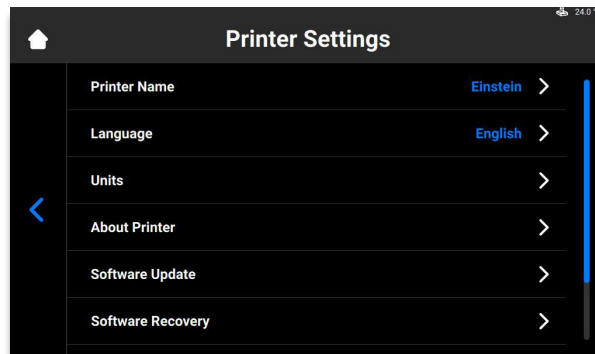 24.0 °
Printer Settings
Printer Name Einstein
Language English
Units
About Printer
Software Update
Software Recovery